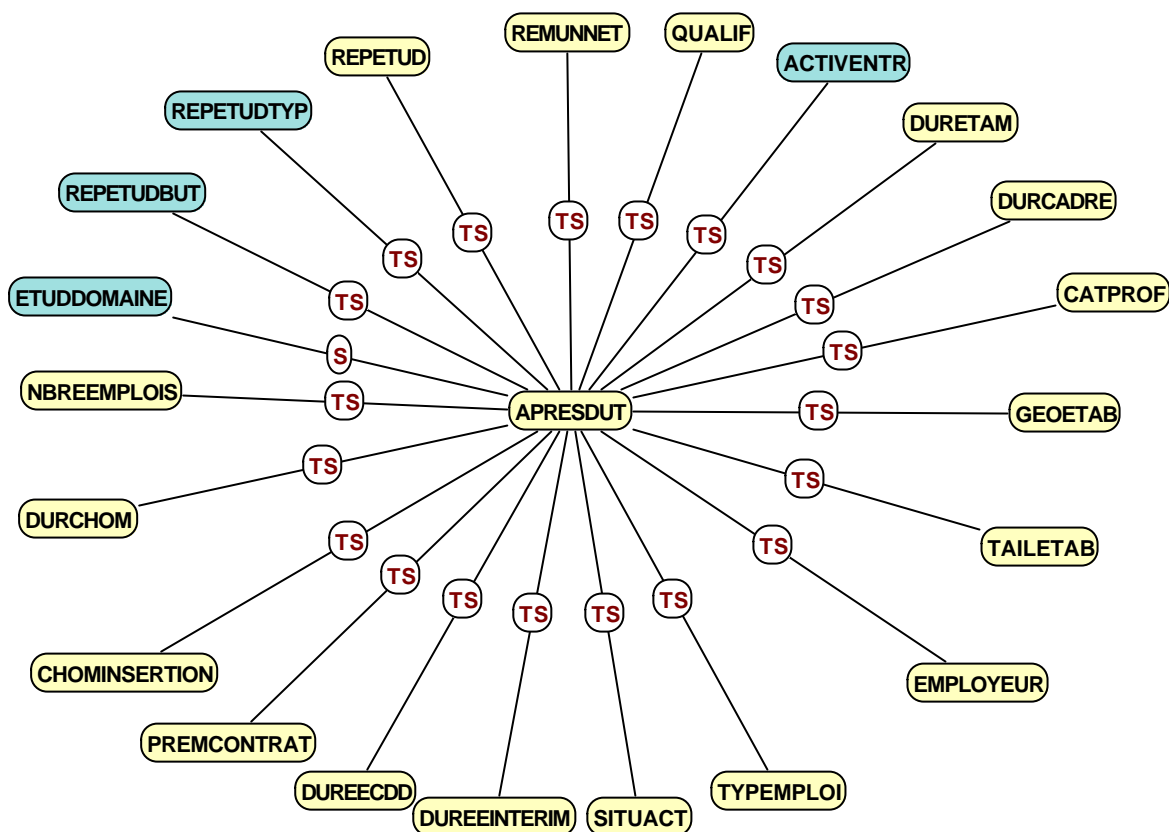 REMUNNET
QUALIF
REPETUD
ACTIVENTR
REPETUDTYP
DURETAM
REPETUDBUT
DURCADRE
TS
TS
TS
TS
TS
TS
ETUDDOMAINE
CATPROF
TS
TS
S
TS
NBREEMPLOIS
TS
APRESDUT
TS
GEOETAB
TS
TS
DURCHOM
TS
TS
TAILETAB
TS
TS
TS
TS
TS
CHOMINSERTION
EMPLOYEUR
PREMCONTRAT
DUREECDD
TYPEMPLOI
DUREEINTERIM
SITUACT